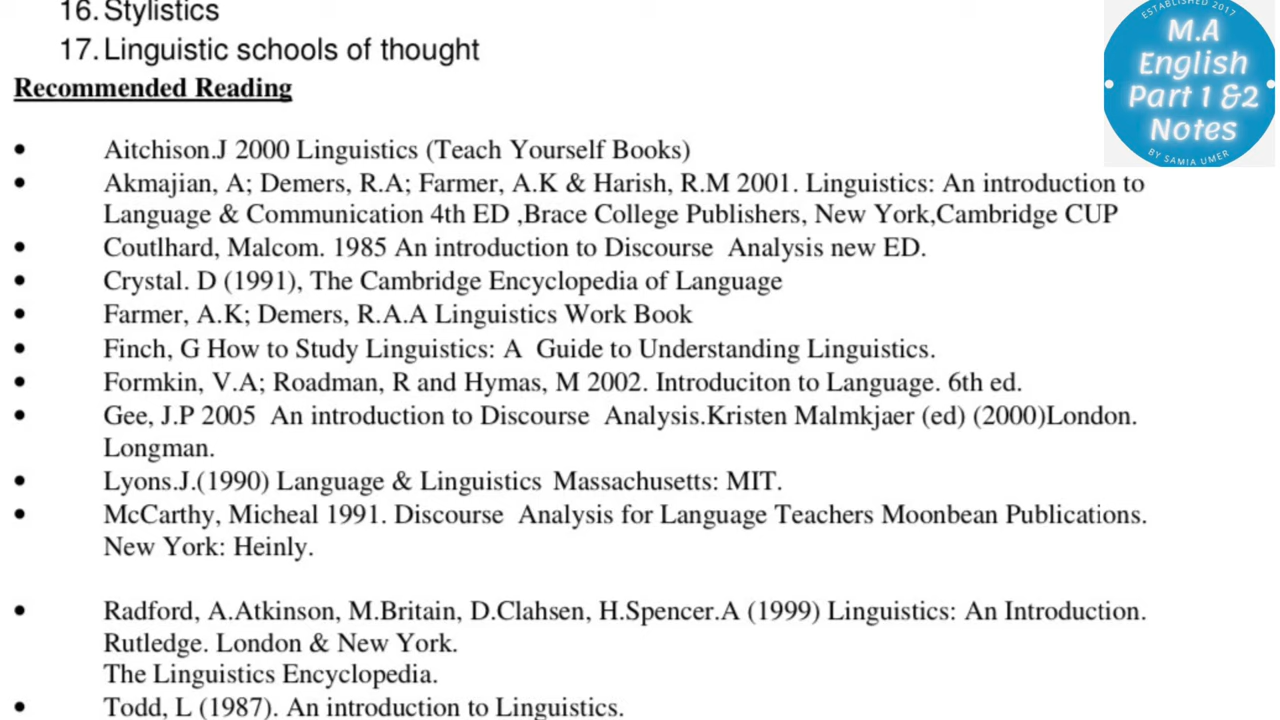 16. Stylistics
17. Linguistic schools of thought
Recommended Reading
• Aitchison.J 2000 Linguistics (Teach Yourself Books)
• Akmajian, A; Demers, R.A; Farmer, A.K & Harish, R.M 2001. Linguistics: An introduction to
Language & Communication 4th ED ,Brace College Publishers, New York,Cambridge CUP
• Coutlhard, Malcom. 1985 An introduction to Discourse Analysis new ED.
• Crystal. D (1991), The Cambridge Encyclopedia of Language
• Farmer, A.K; Demers, R.A.A Linguistics Work Book
• Finch, G How to Study Linguistics: A Guide to Understanding Linguistics.
• Formkin, V.A; Roadman, R and Hymas, M 2002. Introduciton to Language. 6th ed.
• Gee, J.P 2005 An introduction to Discourse Analysis.Kristen Malmkjaer (ed) (2000)London.
Longman.
• Lyons.J.(1990) Language & Linguistics Massachusetts: MIT.
• McCarthy, Micheal 1991. Discourse Analysis for Language Teachers Moonbean Publications.
New York: Heinly.
• Radford, A.Atkinson, M.Britain, D.Clahsen, H.Spencer.A (1999) Linguistics: An Introduction.
Rutledge. London & New York.
The Linguistics Encyclopedia.
• Todd, L (1987). An introduction to Linguistics.
ESTABLISHED 2017
M.A
English
Part 1 &2
Notes
BY SAMIA UMER